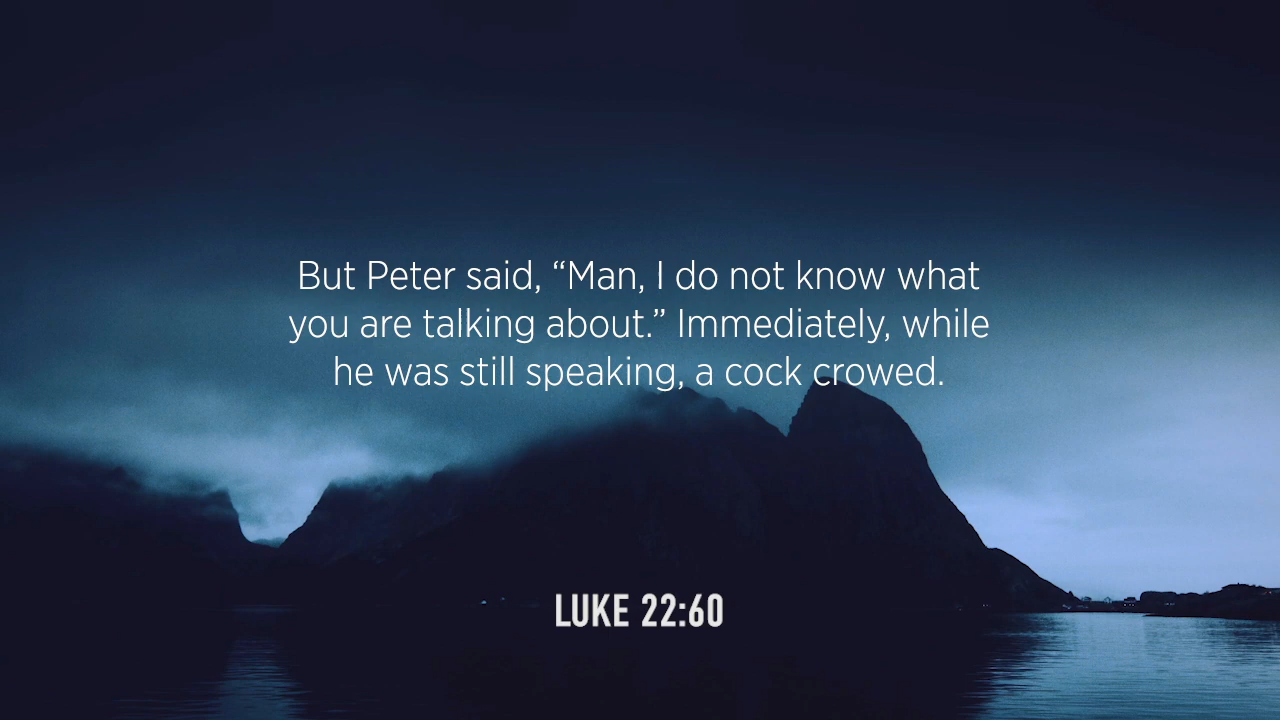 But Peter said, “Man, I do not know what
you are talking about.” Immediately, while
he was still speaking, a cock crowed.
LUKE 22:60